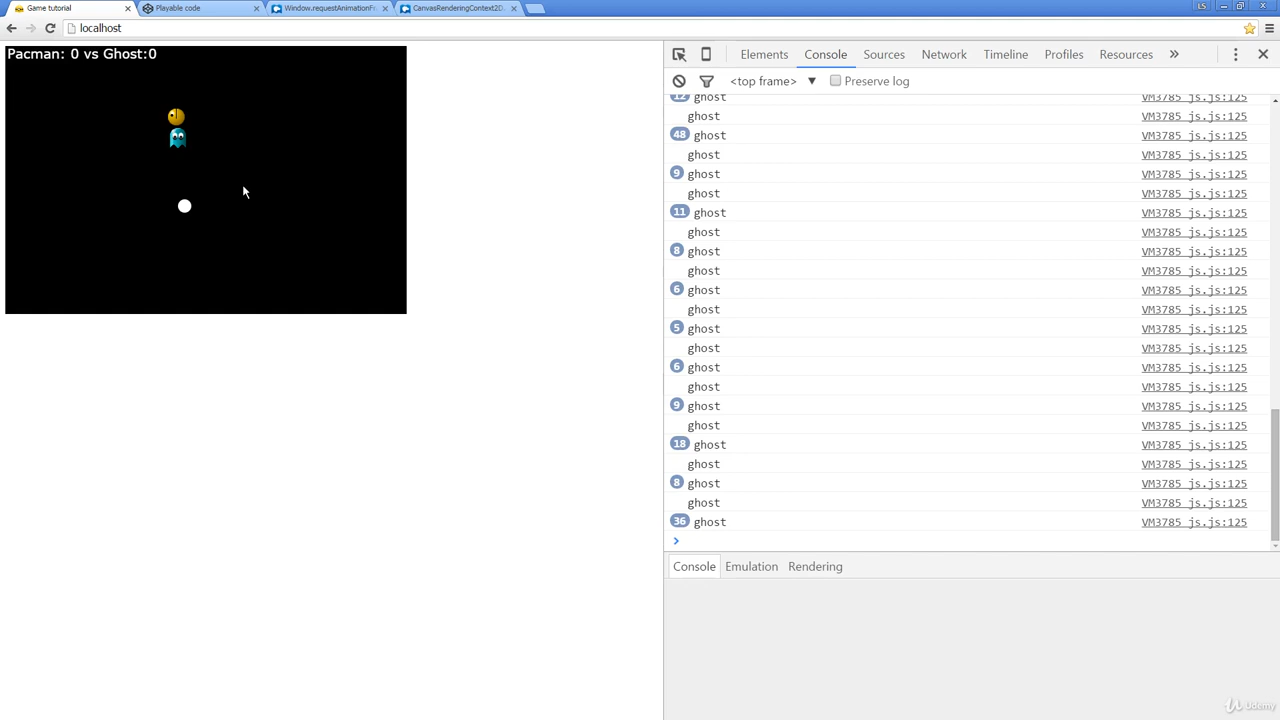 Game tutorial
Playable code
Window.requestAnimationFr
CanvasRenderingContext2D.
LS
localhost
Pacman: 0 vs Ghost:0
Elements Console Sources Network Timeline Profiles Resources »
<top frame> ▼ Preserve log
12 ghost VM3785 js.js:125
ghost VM3785 js.js:125
48 ghost VM3785 js.js:125
ghost VM3785 js.js:125
9 ghost VM3785 js.js:125
ghost VM3785 js.js:125
11 ghost VM3785 js.js:125
ghost VM3785 js.js:125
8 ghost VM3785 js.js:125
ghost VM3785 js.js:125
6 ghost VM3785 js.js:125
ghost VM3785 js.js:125
5 ghost VM3785 js.js:125
ghost VM3785 js.js:125
6 ghost VM3785 js.js:125
ghost VM3785 js.js:125
9 ghost VM3785 js.js:125
ghost VM3785 js.js:125
18 ghost VM3785 js.js:125
ghost VM3785 js.js:125
8 ghost VM3785 js.js:125
ghost VM3785 js.js:125
36 ghost VM3785 js.js:125
>
Console Emulation Rendering
Udemy